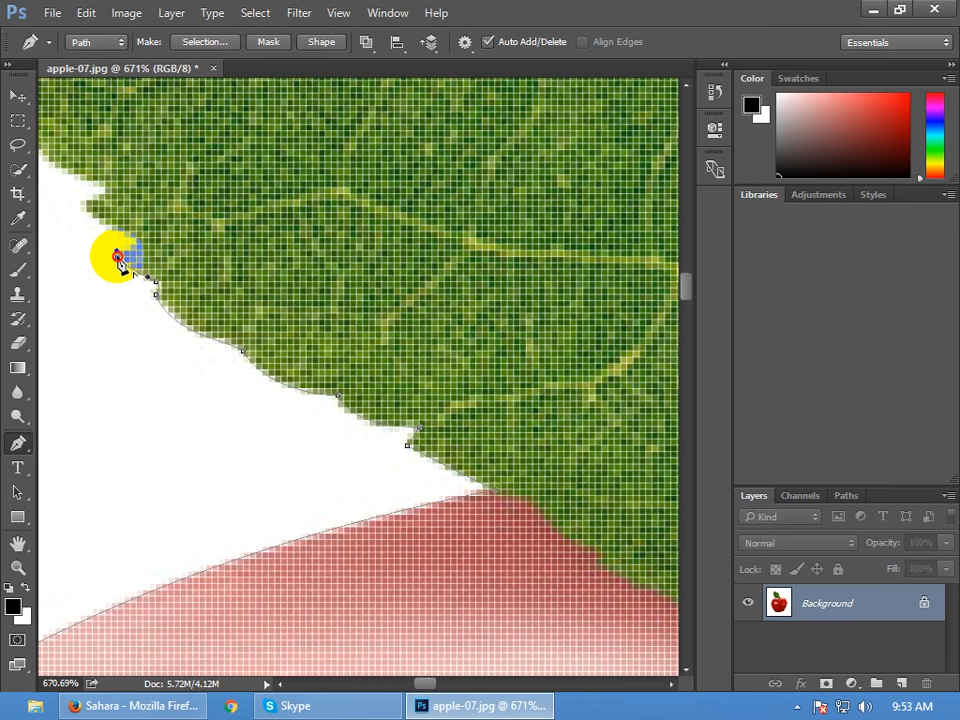 Ps File Edit Image Layer Type Select Filter View Window Help
Path Make: Selection... Mask Shape Auto Add/Delete Align Edges Essentials
apple-07.jpg @ 671% (RGB/8) * ×
Color Swatches
Libraries Adjustments Styles
Layers Channels Paths
Kind
Normal Opacity: 100%
Lock: Fill: 100%
Background
670.69% Doc: 5.72M/4.12M
Sahara - Mozilla Firef... Skype Ps apple-07.jpg @ 671%... 9:53 AM